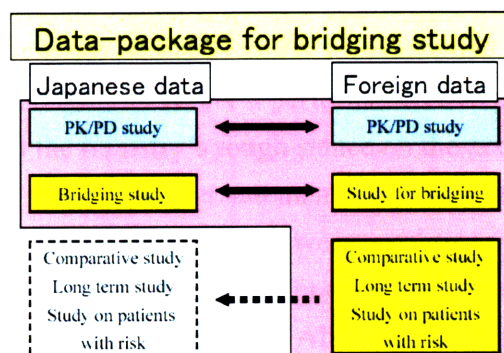 Data-package for bridging study
Japanese data
Foreign data
PK/PD study
PK/PD study
Bridging study
Study for bridging
Comparative study
Long term study
Study on patients
with risk
Comparative study
Long term study
Study on patients
with risk